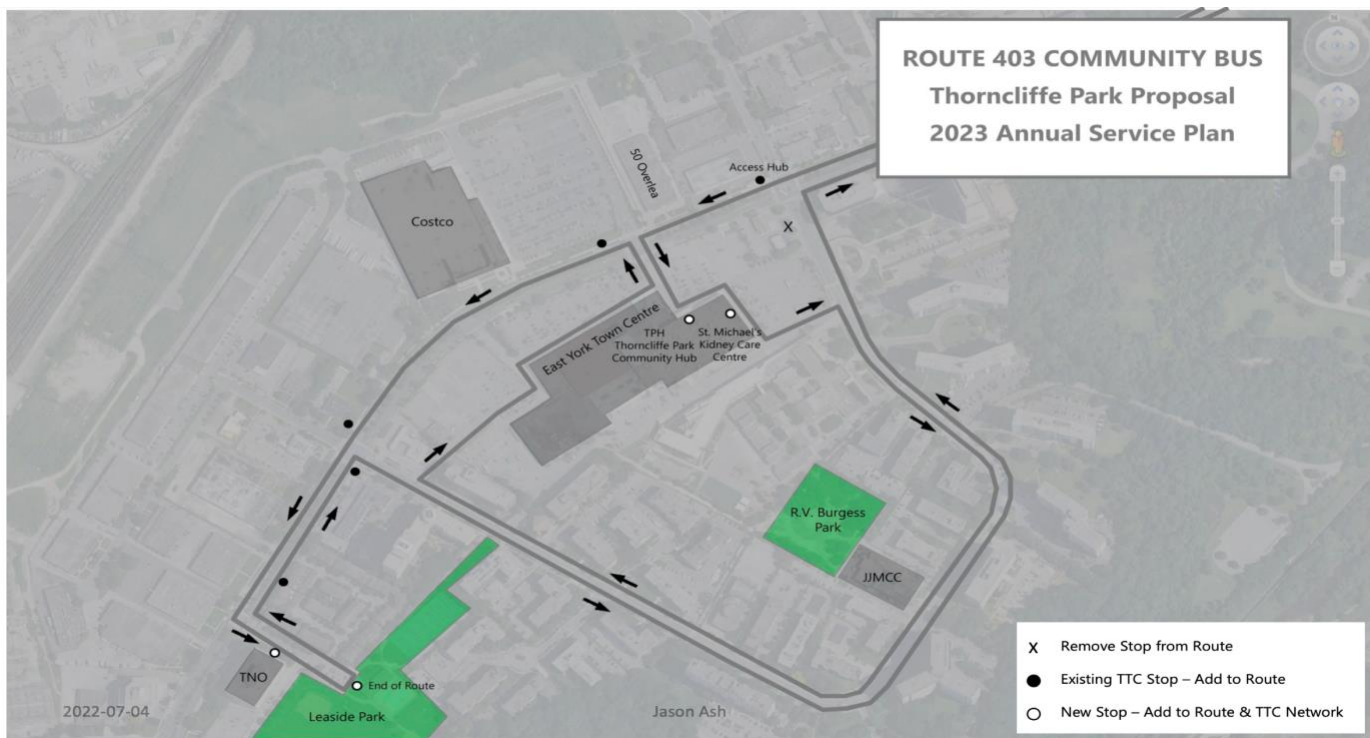 ROUTE 403 COMMUNITY BUS
Thorncliffe Park Proposal
2023 Annual Service Plan
N
50 Overlea
Access Hub
X
Costco
East York Town Centre
TPH
Thorncliffe Park
Community Hub
St. Michael's
Kidney Care
Centre
R.V. Burgess
Park
JJMCC
TNO
End of Route
Leaside Park
2022-07-04
Jason Ash
X Remove Stop from Route
Existing TTC Stop – Add to Route
New Stop – Add to Route & TTC Network